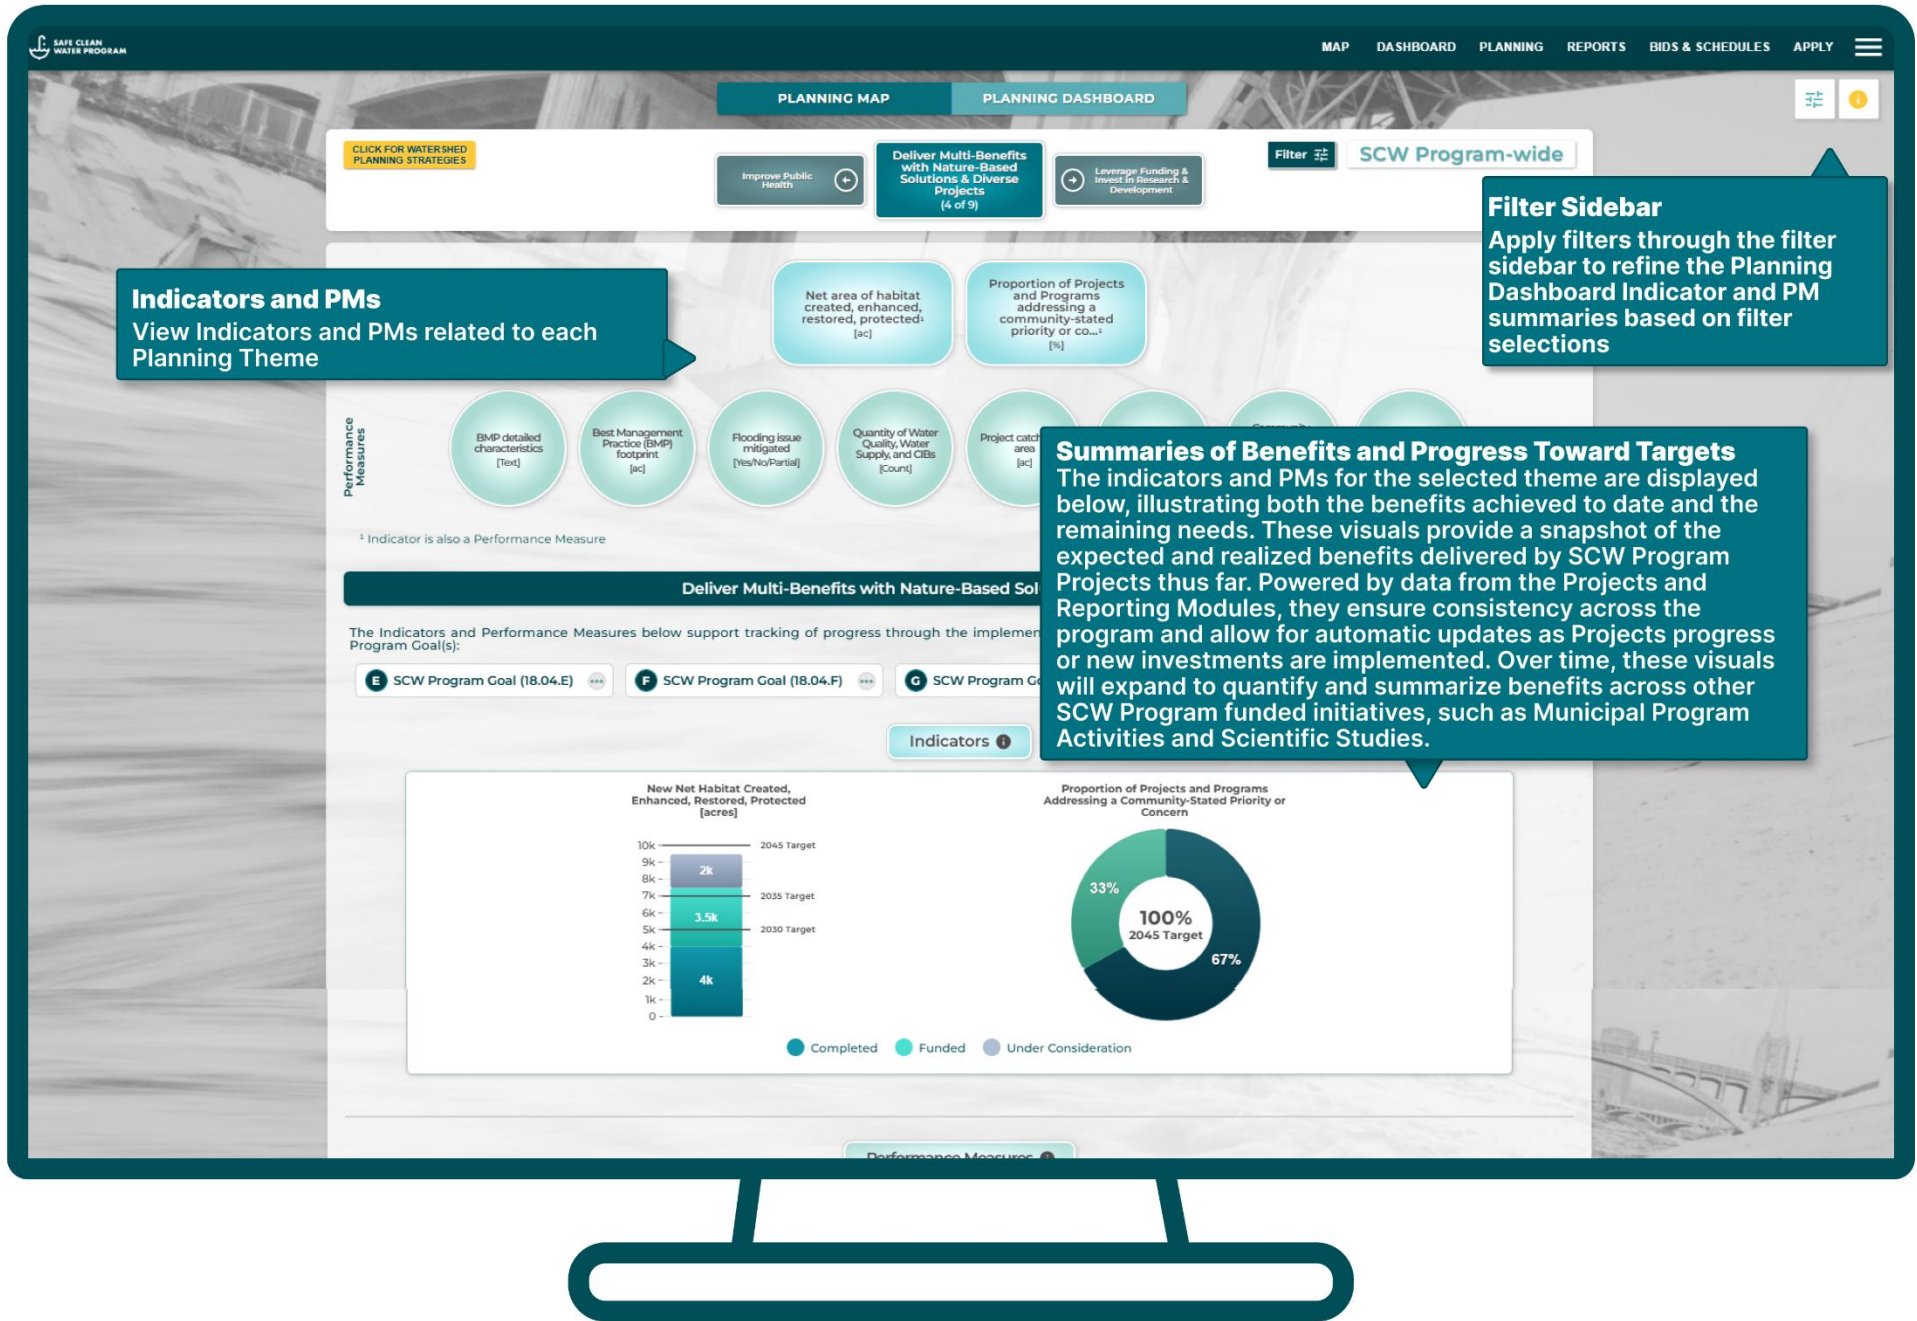 SAFE CLEAN
WATER PROGRAM
MAP DASHBOARD PLANNING REPORTS BIDS & SCHEDULES APPLY
PLANNING MAP
PLANNING DASHBOARD
CLICK FOR WATERSHED
PLANNING STRATEGIES
Improve Public
Health
Deliver Multi-Benefits
with Nature-Based
Solutions & Diverse
Projects
(4 of 9)
Leverage Funding &
Invest in Research &
Development
Filter
SCW Program-wide
Filter Sidebar
Apply filters through the filter
sidebar to refine the Planning
Dashboard Indicator and PM
summaries based on filter
selections
Indicators and PMs
View Indicators and PMs related to each
Planning Theme
Net area of habitat
created, enhanced,
restored, protected¹
[ac]
Proportion of Projects
and Programs
addressing a
community-stated
priority or co...¹
[%]
Performance
Measures
BMP detailed
characteristics
[Text]
Best Management
Practice (BMP)
footprint
[ac]
Flooding issue
mitigated
[Yes/No/Partial]
Quantity of Water
Quality, Water
Supply, and CIBs
[Count]
Project catch
area
[ac]
¹ Indicator is also a Performance Measure
Summaries of Benefits and Progress Toward Targets
The indicators and PMs for the selected theme are displayed
below, illustrating both the benefits achieved to date and the
remaining needs. These visuals provide a snapshot of the
expected and realized benefits delivered by SCW Program
Projects thus far. Powered by data from the Projects and
Reporting Modules, they ensure consistency across the
program and allow for automatic updates as Projects progress
or new investments are implemented. Over time, these visuals
will expand to quantify and summarize benefits across other
SCW Program funded initiatives, such as Municipal Program
Activities and Scientific Studies.
Deliver Multi-Benefits with Nature-Based Sol
The Indicators and Performance Measures below support tracking of progress through the implemen
Program Goal(s):
E SCW Program Goal (18.04.E) ...
F SCW Program Goal (18.04.F) ...
G SCW Program Go
Indicators
New Net Habitat Created,
Enhanced, Restored, Protected
[acres]
10k
9k
8k
7k
6k
5k
4k
3k
2k
1k
0
2k
3.5k
4k
2045 Target
2035 Target
2030 Target
Proportion of Projects and Programs
Addressing a Community-Stated Priority or
Concern
33%
100%
2045 Target
67%
Completed Funded Under Consideration
Performance Measures